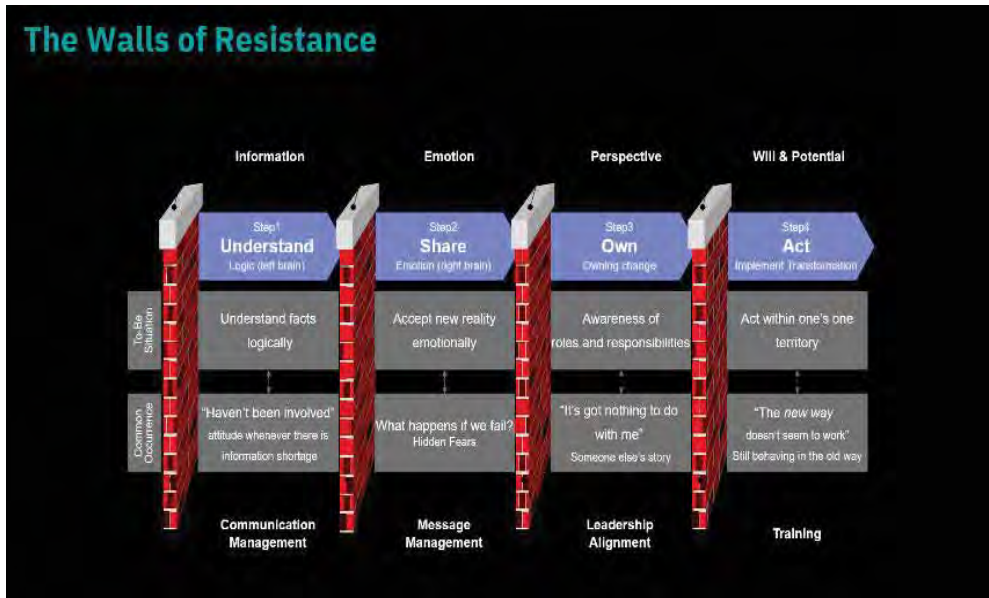 The Walls of Resistance
Information
Emotion
Perspective
Will & Potential
Step1
Understand
Logic (left brain)
Step2
Share
Emotion (right brain)
Step3
Own
Owning change
Step4
Act
Implement Transformation
To-Be
Situation
Understand facts
logically
Accept new reality
emotionally
Awareness of
roles and responsibilities
Act within one's one
territory
Common
Occurrence
"Haven't been involved"
attitude whenever there is
information shortage
What happens if we fail?
Hidden Fears
"It's got nothing to do
with me"
Someone else's story
"The new way
doesn't seem to work"
Still behaving in the old way
Communication
Management
Message
Management
Leadership
Alignment
Training